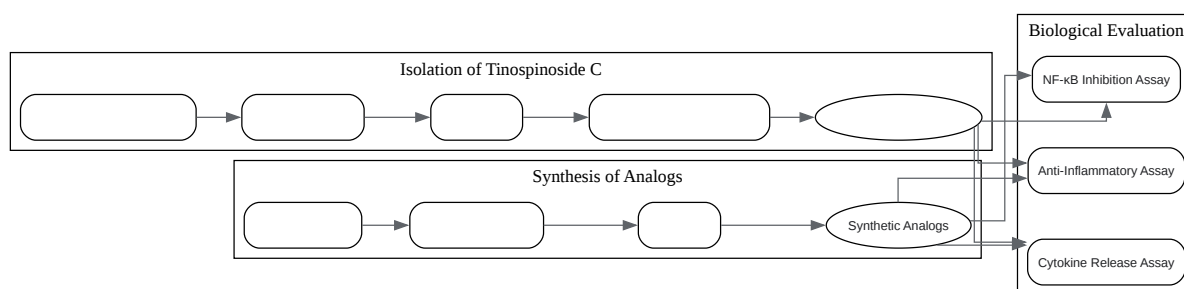 Biological Evaluation
Isolation of Tinospinoside C
NF-κB Inhibition Assay
Anti-Inflammatory Assay
Synthesis of Analogs
Synthetic Analogs
Cytokine Release Assay